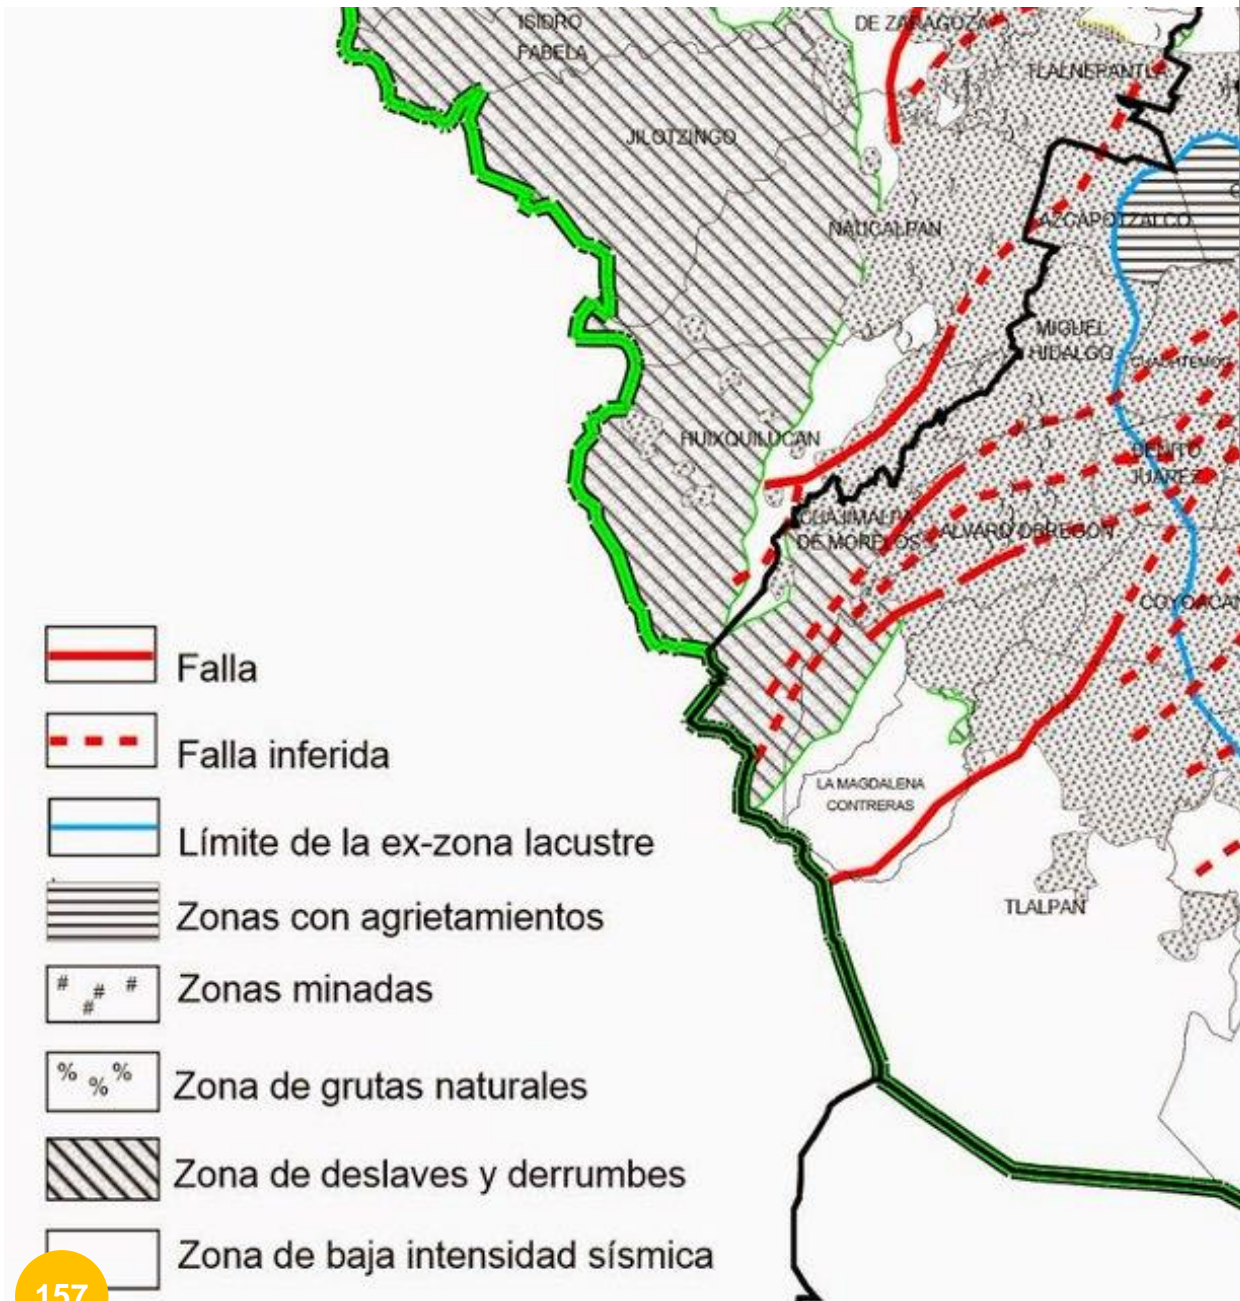 ISIDRO
FABELA
DE ZARAGOZA
TLALNEPANTLA
JILOTZINGO
NAUCALPAN
AZCAPOTZALCO
MIGUEL
HIDALGO
CUAUHTEMOC
HUIXQUILUCAN
BENITO
JUAREZ
CUAJIMALPA
DE MORELOS
ALVARO OBREGON
COYOACAN
LA MAGDALENA
CONTRERAS
TLALPAN
Falla
Falla inferida
Límite de la ex-zona lacustre
Zonas con agrietamientos
# # # #
Zonas minadas
% % %
Zona de grutas naturales
Zona de deslaves y derrumbes
Zona de baja intensidad sísmica
157